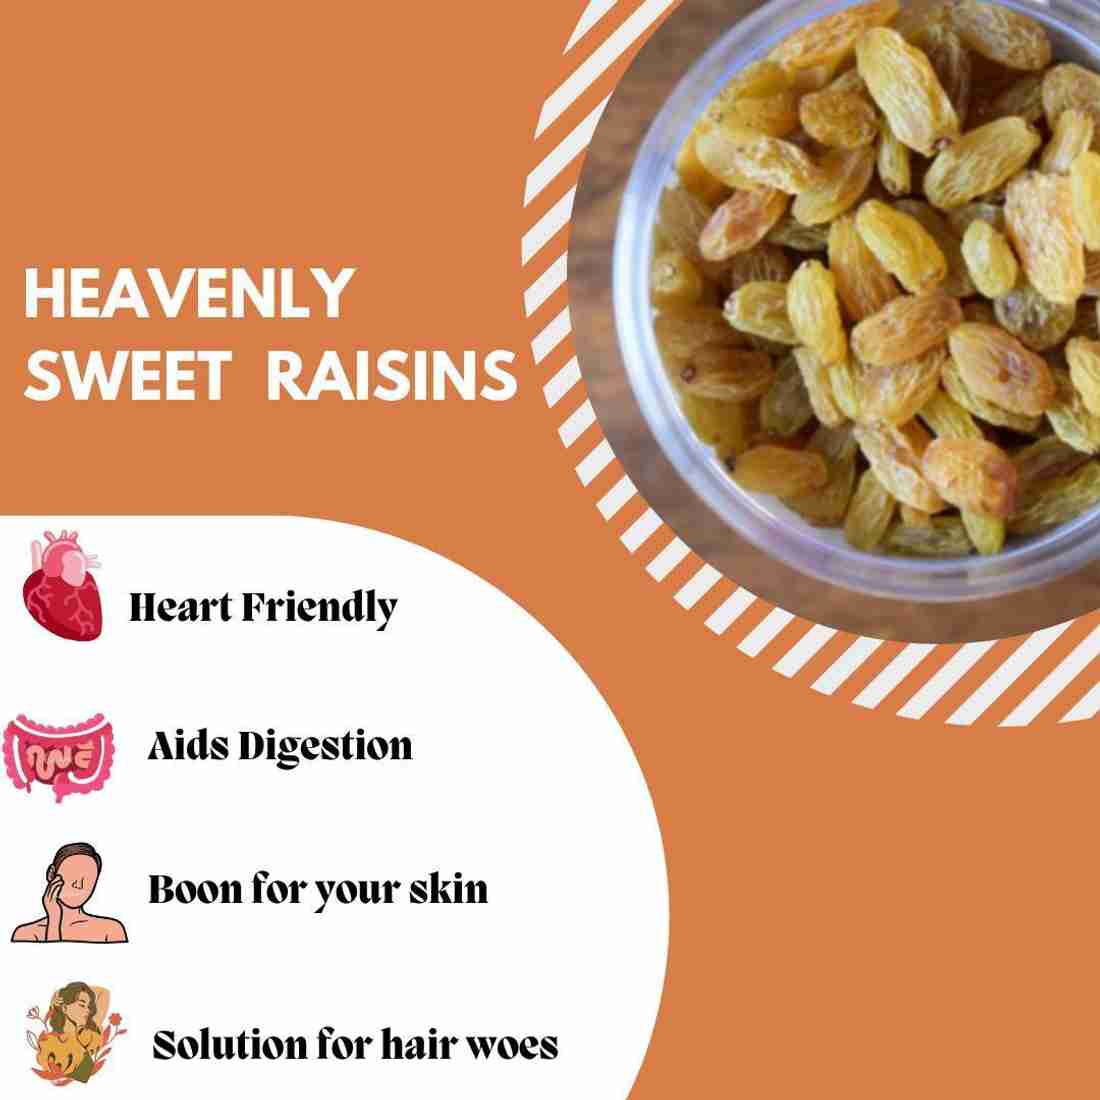 HEAVENLY
SWEET RAISINS
Heart Friendly
Aids Digestion
Boon for your skin
Solution for hair woes